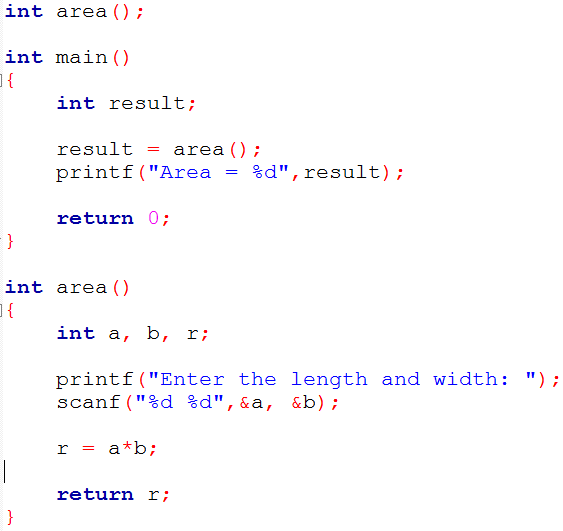 int area();
int main()
{
    int result;
    result = area();
    printf("Area = %d",result);
    return 0;
}
int area()
{
    int a, b, r;
    printf("Enter the length and width: ");
    scanf("%d %d",&a, &b);
    r = a*b;
    return r;
}